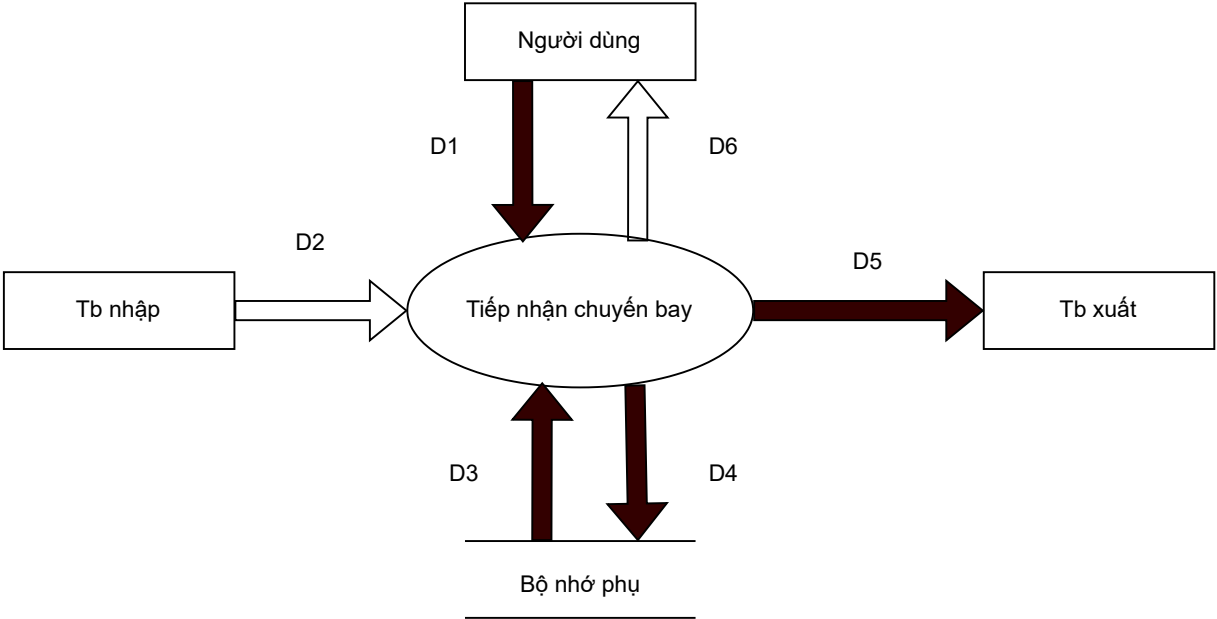 Người dùng
D1
D6
D2
D5
Tb nhập
Tiếp nhận chuyến bay
Tb xuất
D3
D4
Bộ nhớ phụ